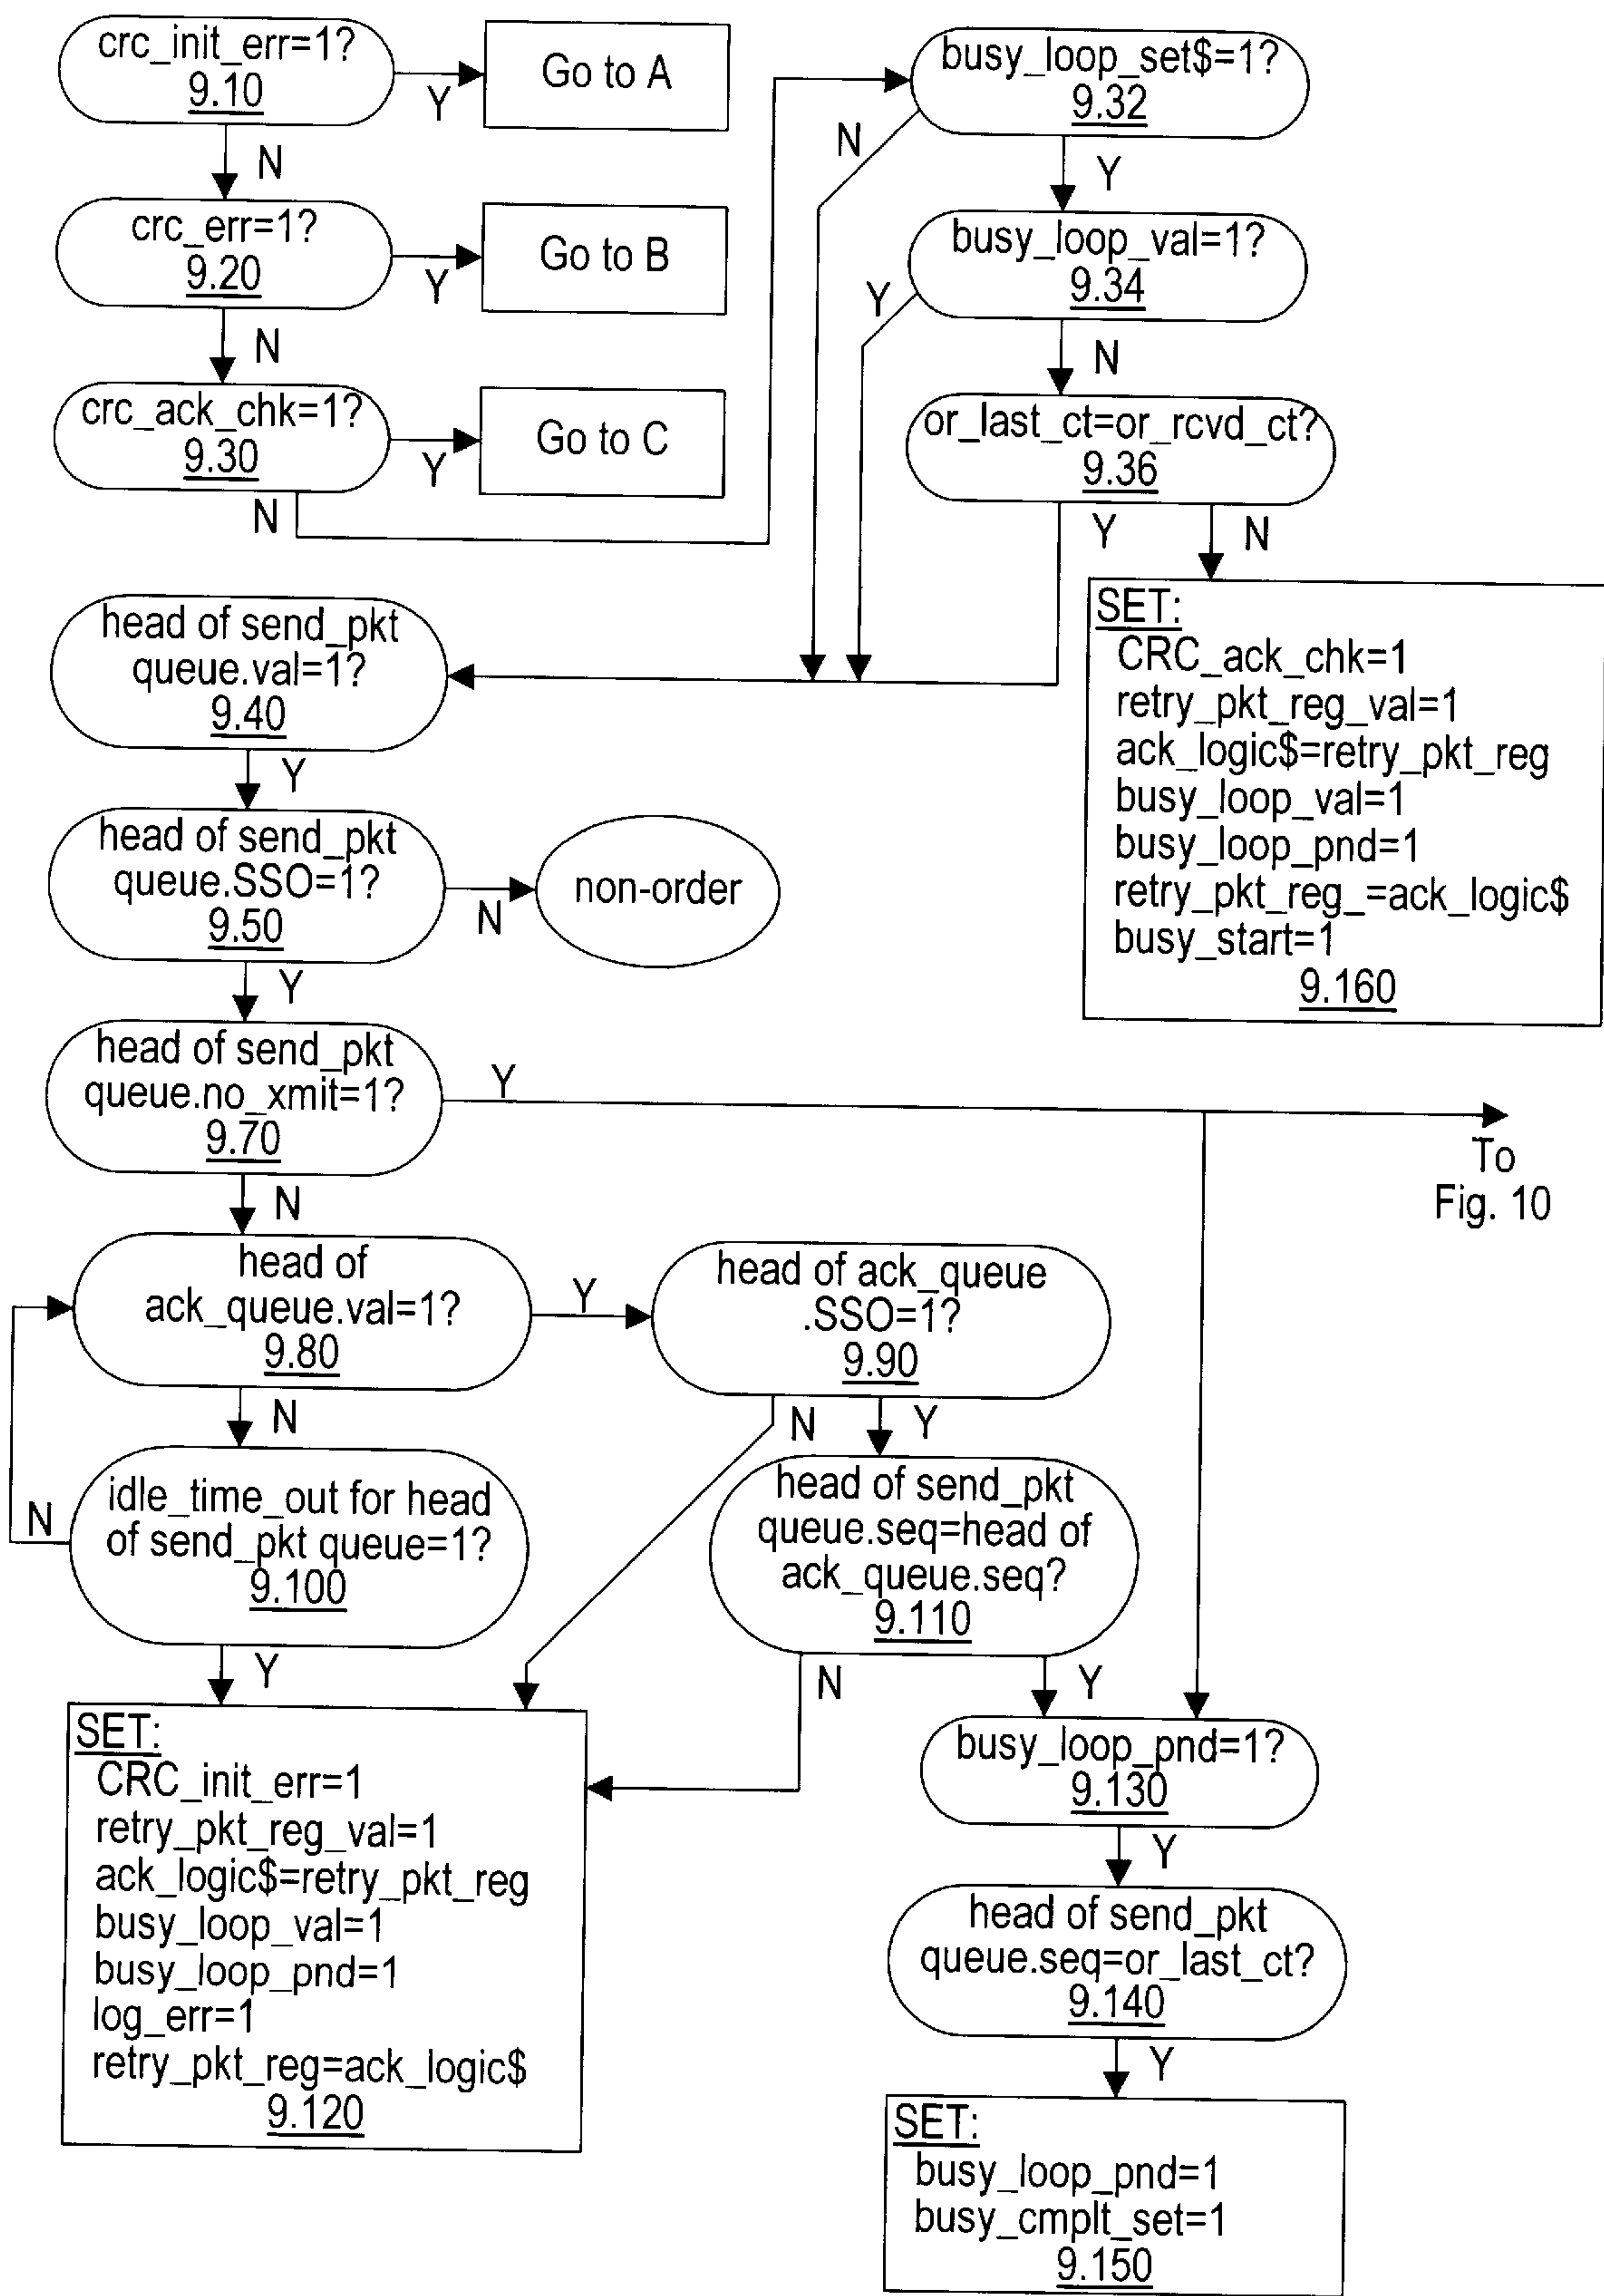 crc_init_err=1?
9.10
Y
Go to A
N
crc_err=1?
9.20
Y
Go to B
N
crc_ack_chk=1?
9.30
Y
Go to C
N
busy_loop_set$=1?
9.32
N
Y
busy_loop_val=1?
9.34
Y
N
or_last_ct=or_rcvd_ct?
9.36
Y
N
SET:
CRC_ack_chk=1
retry_pkt_reg_val=1
ack_logic$=retry_pkt_reg
busy_loop_val=1
busy_loop_pnd=1
retry_pkt_reg_=ack_logic$
busy_start=1
9.160
head of send_pkt
queue.val=1?
9.40
Y
head of send_pkt
queue.SSO=1?
9.50
N
non-order
Y
head of send_pkt
queue.no_xmit=1?
9.70
Y
To
Fig. 10
N
head of
ack_queue.val=1?
9.80
Y
head of ack_queue
.SSO=1?
9.90
N
N
Y
idle_time_out for head
of send_pkt queue=1?
9.100
N
Y
head of send_pkt
queue.seq=head of
ack_queue.seq?
9.110
N
Y
SET:
CRC_init_err=1
retry_pkt_reg_val=1
ack_logic$=retry_pkt_reg
busy_loop_val=1
busy_loop_pnd=1
log_err=1
retry_pkt_reg=ack_logic$
9.120
busy_loop_pnd=1?
9.130
Y
head of send_pkt
queue.seq=or_last_ct?
9.140
Y
SET:
busy_loop_pnd=1
busy_cmplt_set=1
9.150